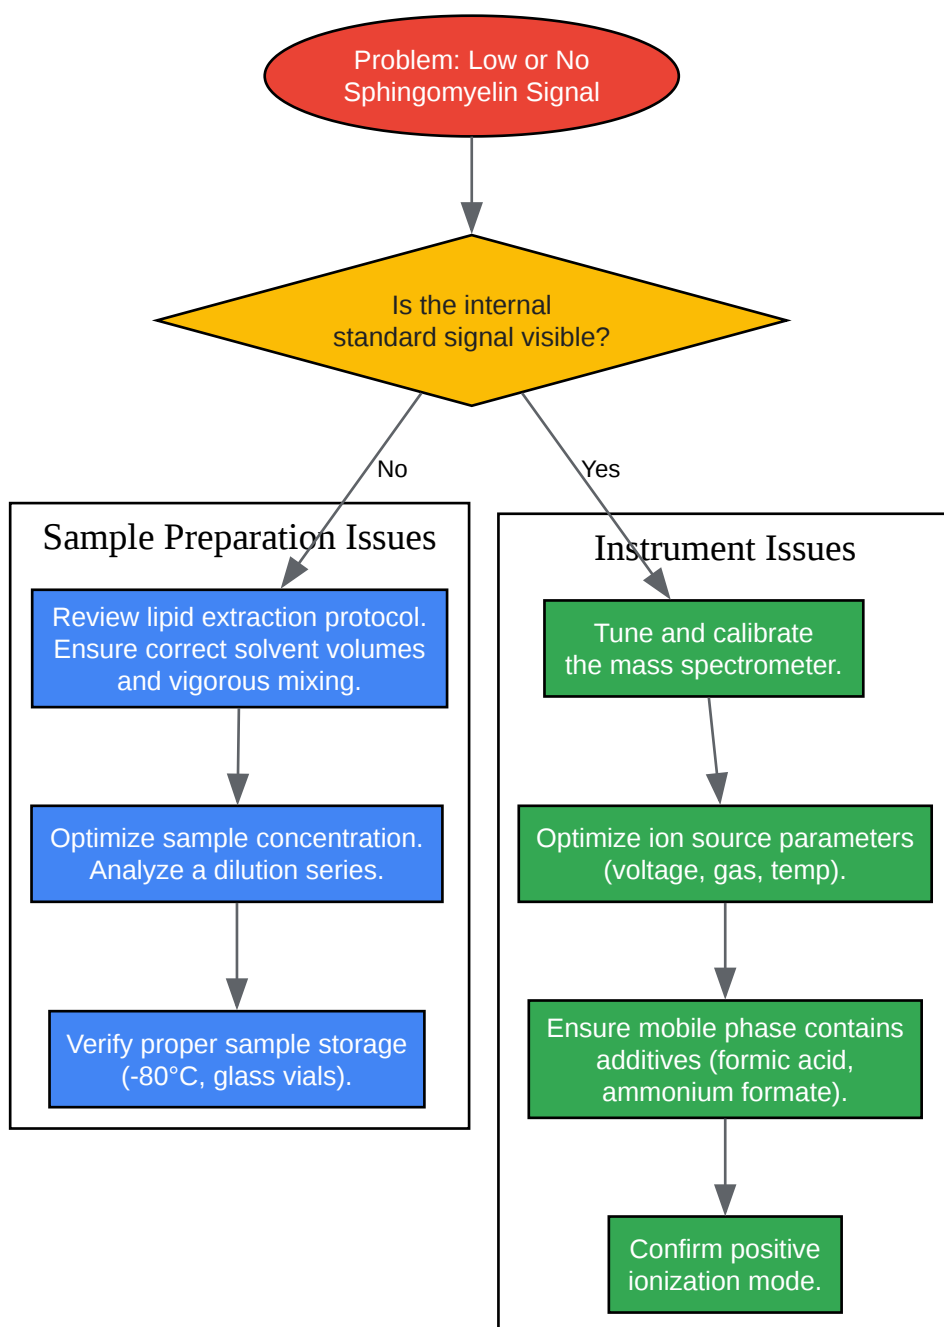 Problem: Low or No
Sphingomyelin Signal
Is the internal
standard signal visible?
No
Yes
Sample Preparation Issues
Review lipid extraction protocol.
Ensure correct solvent volumes
and vigorous mixing.
Optimize sample concentration.
Analyze a dilution series.
Verify proper sample storage
(-80°C, glass vials).
Instrument Issues
Tune and calibrate
the mass spectrometer.
Optimize ion source parameters
(voltage, gas, temp).
Ensure mobile phase contains
additives (formic acid,
ammonium formate).
Confirm positive
ionization mode.